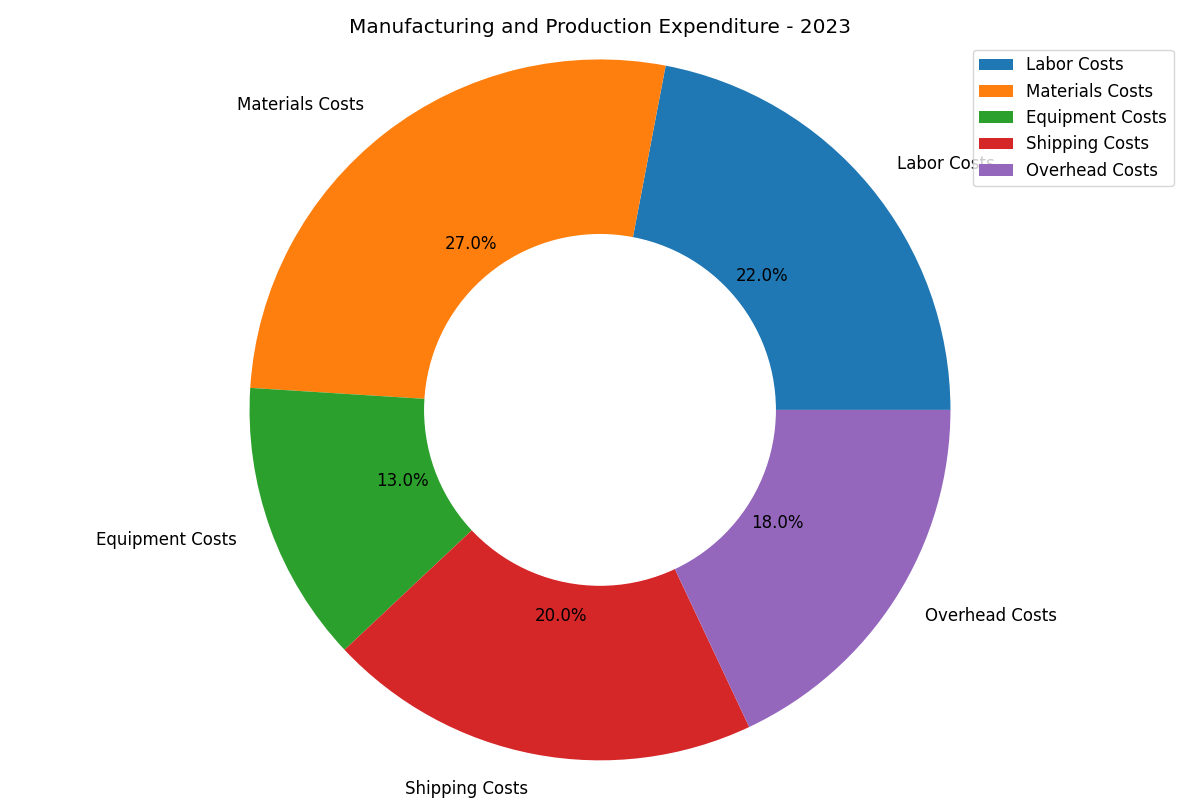 Manufacturing and Production Expenditure - 2023
Labor Costs
Materials Costs
Equipment Costs
Shipping Costs
Overhead Costs
Materials Costs
Labor Costs
27.0%
22.0%
13.0%
18.0%
Equipment Costs
20.0%
Overhead Costs
Shipping Costs